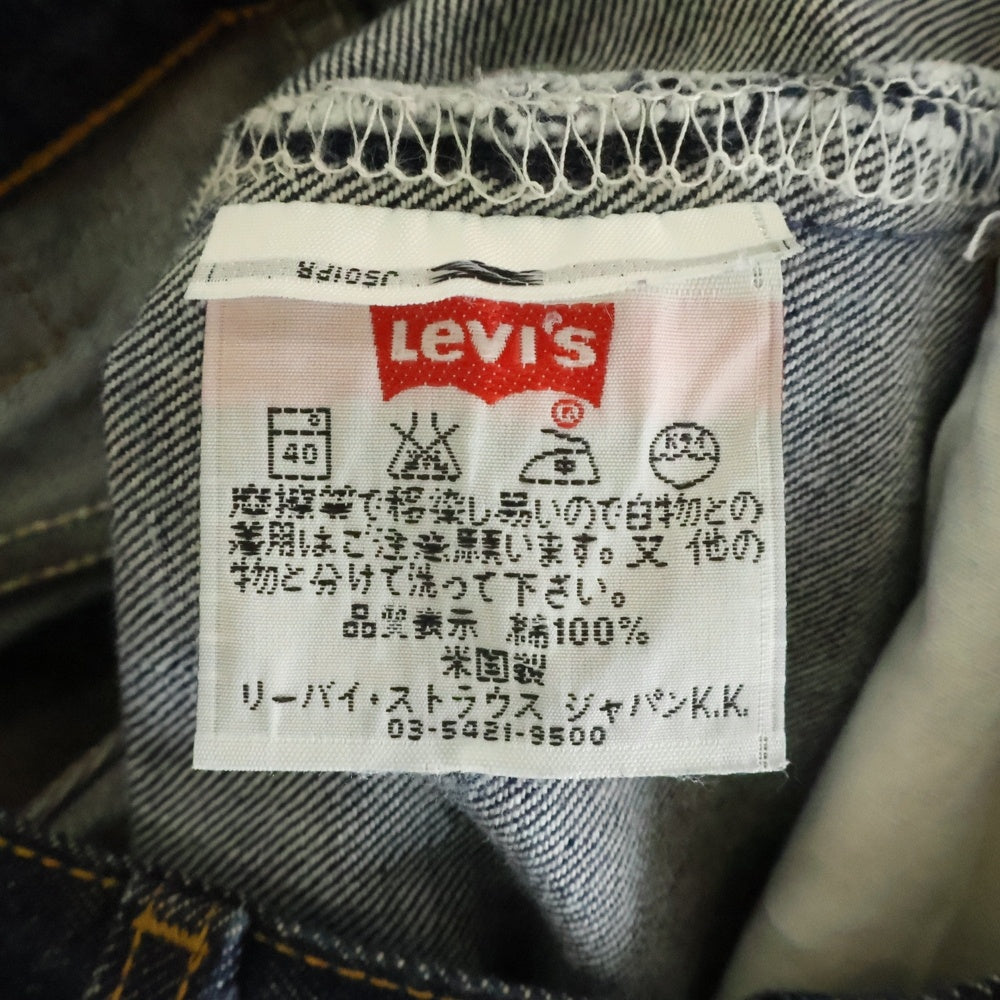 J501PR
Levi's
40
摩擦等で移染し易いので白物との
着用はご注意願います。又 他の
物と分けて洗って下さい。
品質表示 綿100%
米国製
リーバイ・ストラウス ジャパンK.K.
03-5421-9500